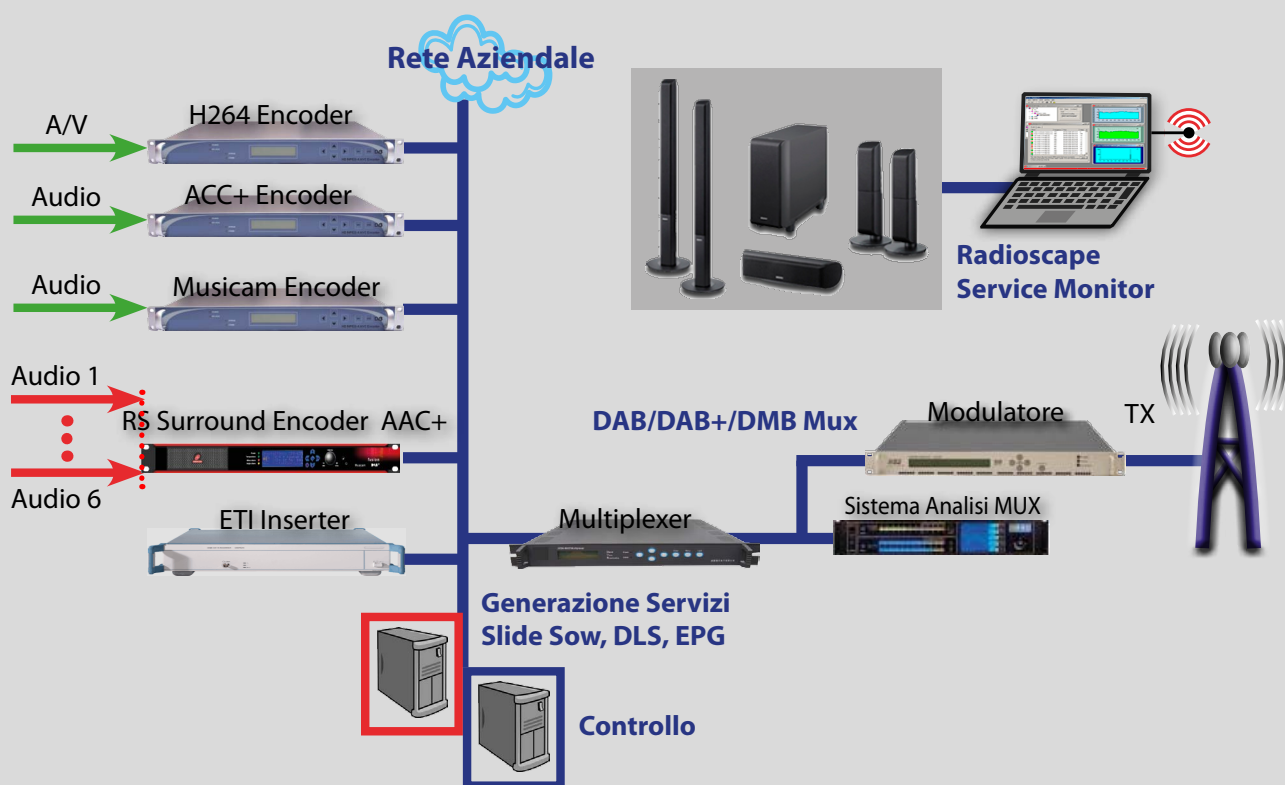 Rete Aziendale
A/V
H264 Encoder
Audio
ACC+ Encoder
Audio
Musicam Encoder
Radioscape
Service Monitor
Audio 1
RS Surround Encoder AAC+
Audio 6
DAB/DAB+/DMB Mux
Modulatore
TX
ETI Inserter
Multiplexer
Sistema Analisi MUX
Generazione Servizi
Slide Sow, DLS, EPG
Controllo